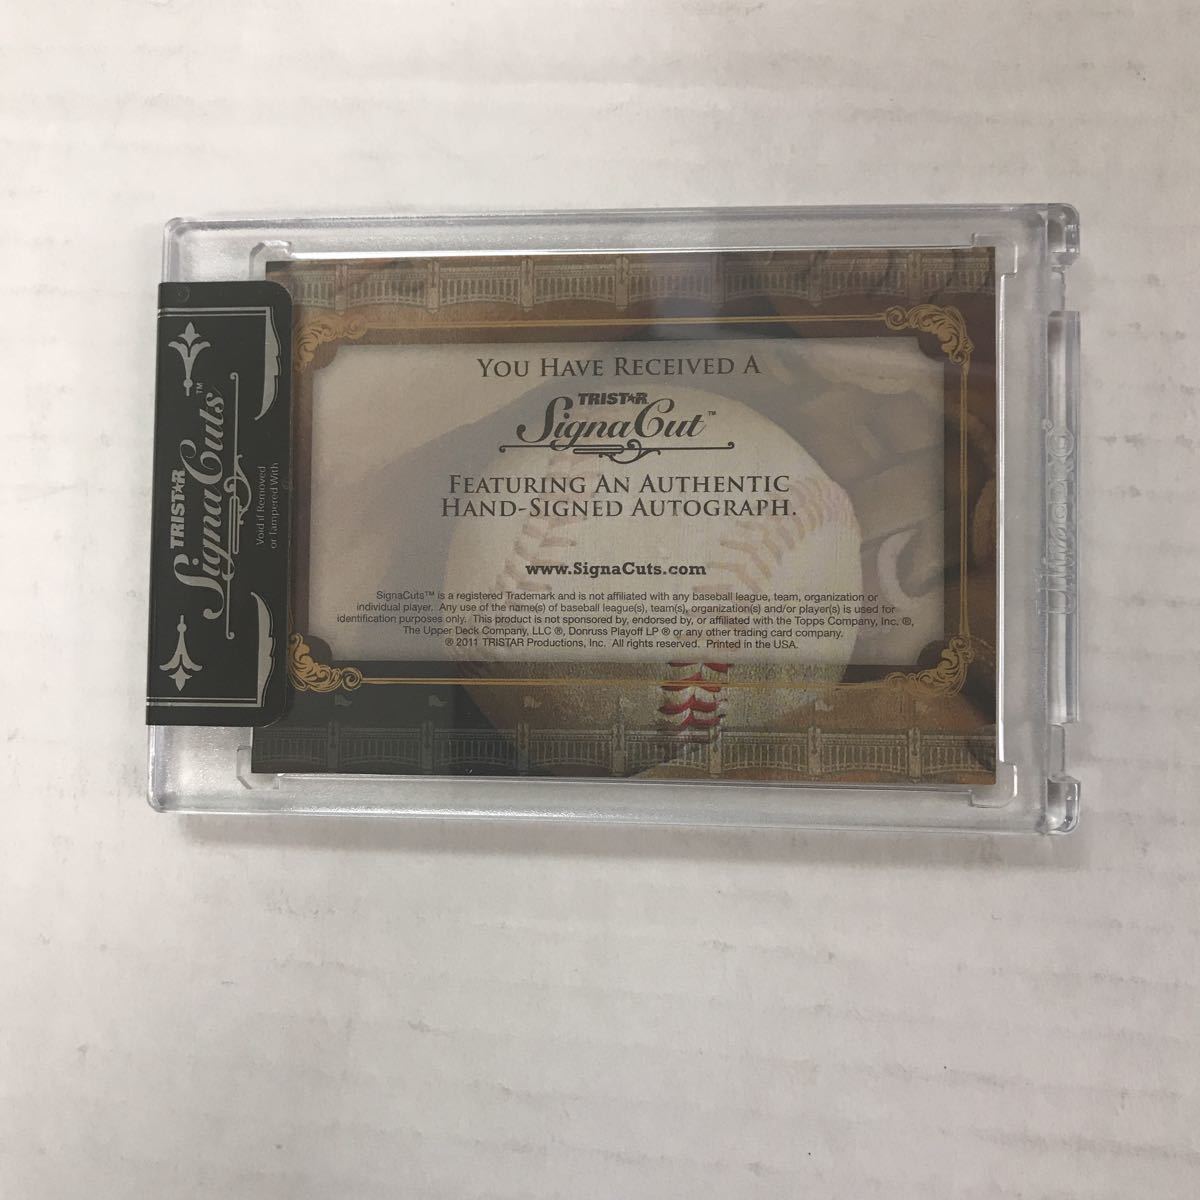 YOU HAVE RECEIVED A
TRISTAR
SignaCut™
FEATURING AN AUTHENTIC
HAND-SIGNED AUTOGRAPH.
www.SignaCuts.com
SignaCuts™ is a registered Trademark and is not affiliated with any baseball league, team, organization or
individual player. Any use of the name(s) of baseball league(s), team(s), organization(s) and/or player(s) is used for
identification purposes only. This product is not sponsored by, endorsed by, or affiliated with the Topps Company, Inc. ®,
The Upper Deck Company, LLC ®, Donruss Playoff LP ® or any other trading card company.
® 2011 TRISTAR Productions, Inc. All rights reserved. Printed in the USA.
TRISTAR
SignaCuts™
Void if Removed
or Tampered With
Ultra•PRO®